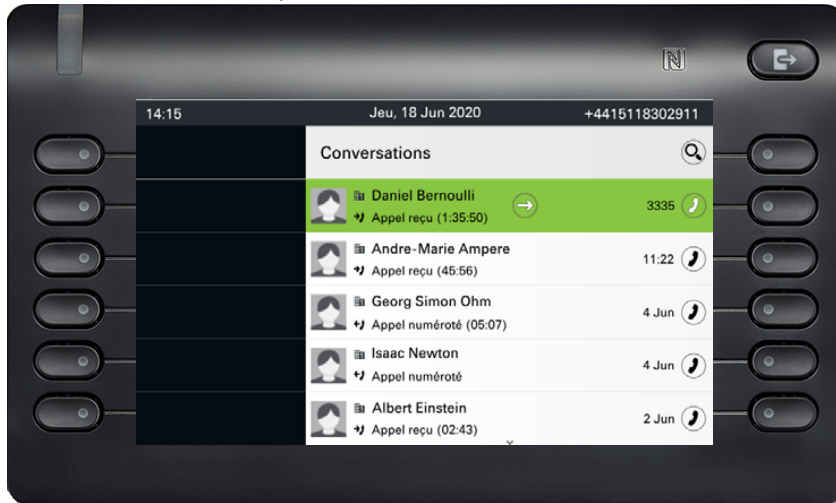 14:15 Jeu, 18 Jun 2020 +4415118302911
Conversations
Daniel Bernoulli
Appel reçu (1:35:50) 3335
Andre-Marie Ampere
Appel reçu (45:56) 11:22
Georg Simon Ohm
Appel numéroté (05:07) 4 Jun
Isaac Newton
Appel numéroté 4 Jun
Albert Einstein
Appel reçu (02:43) 2 Jun